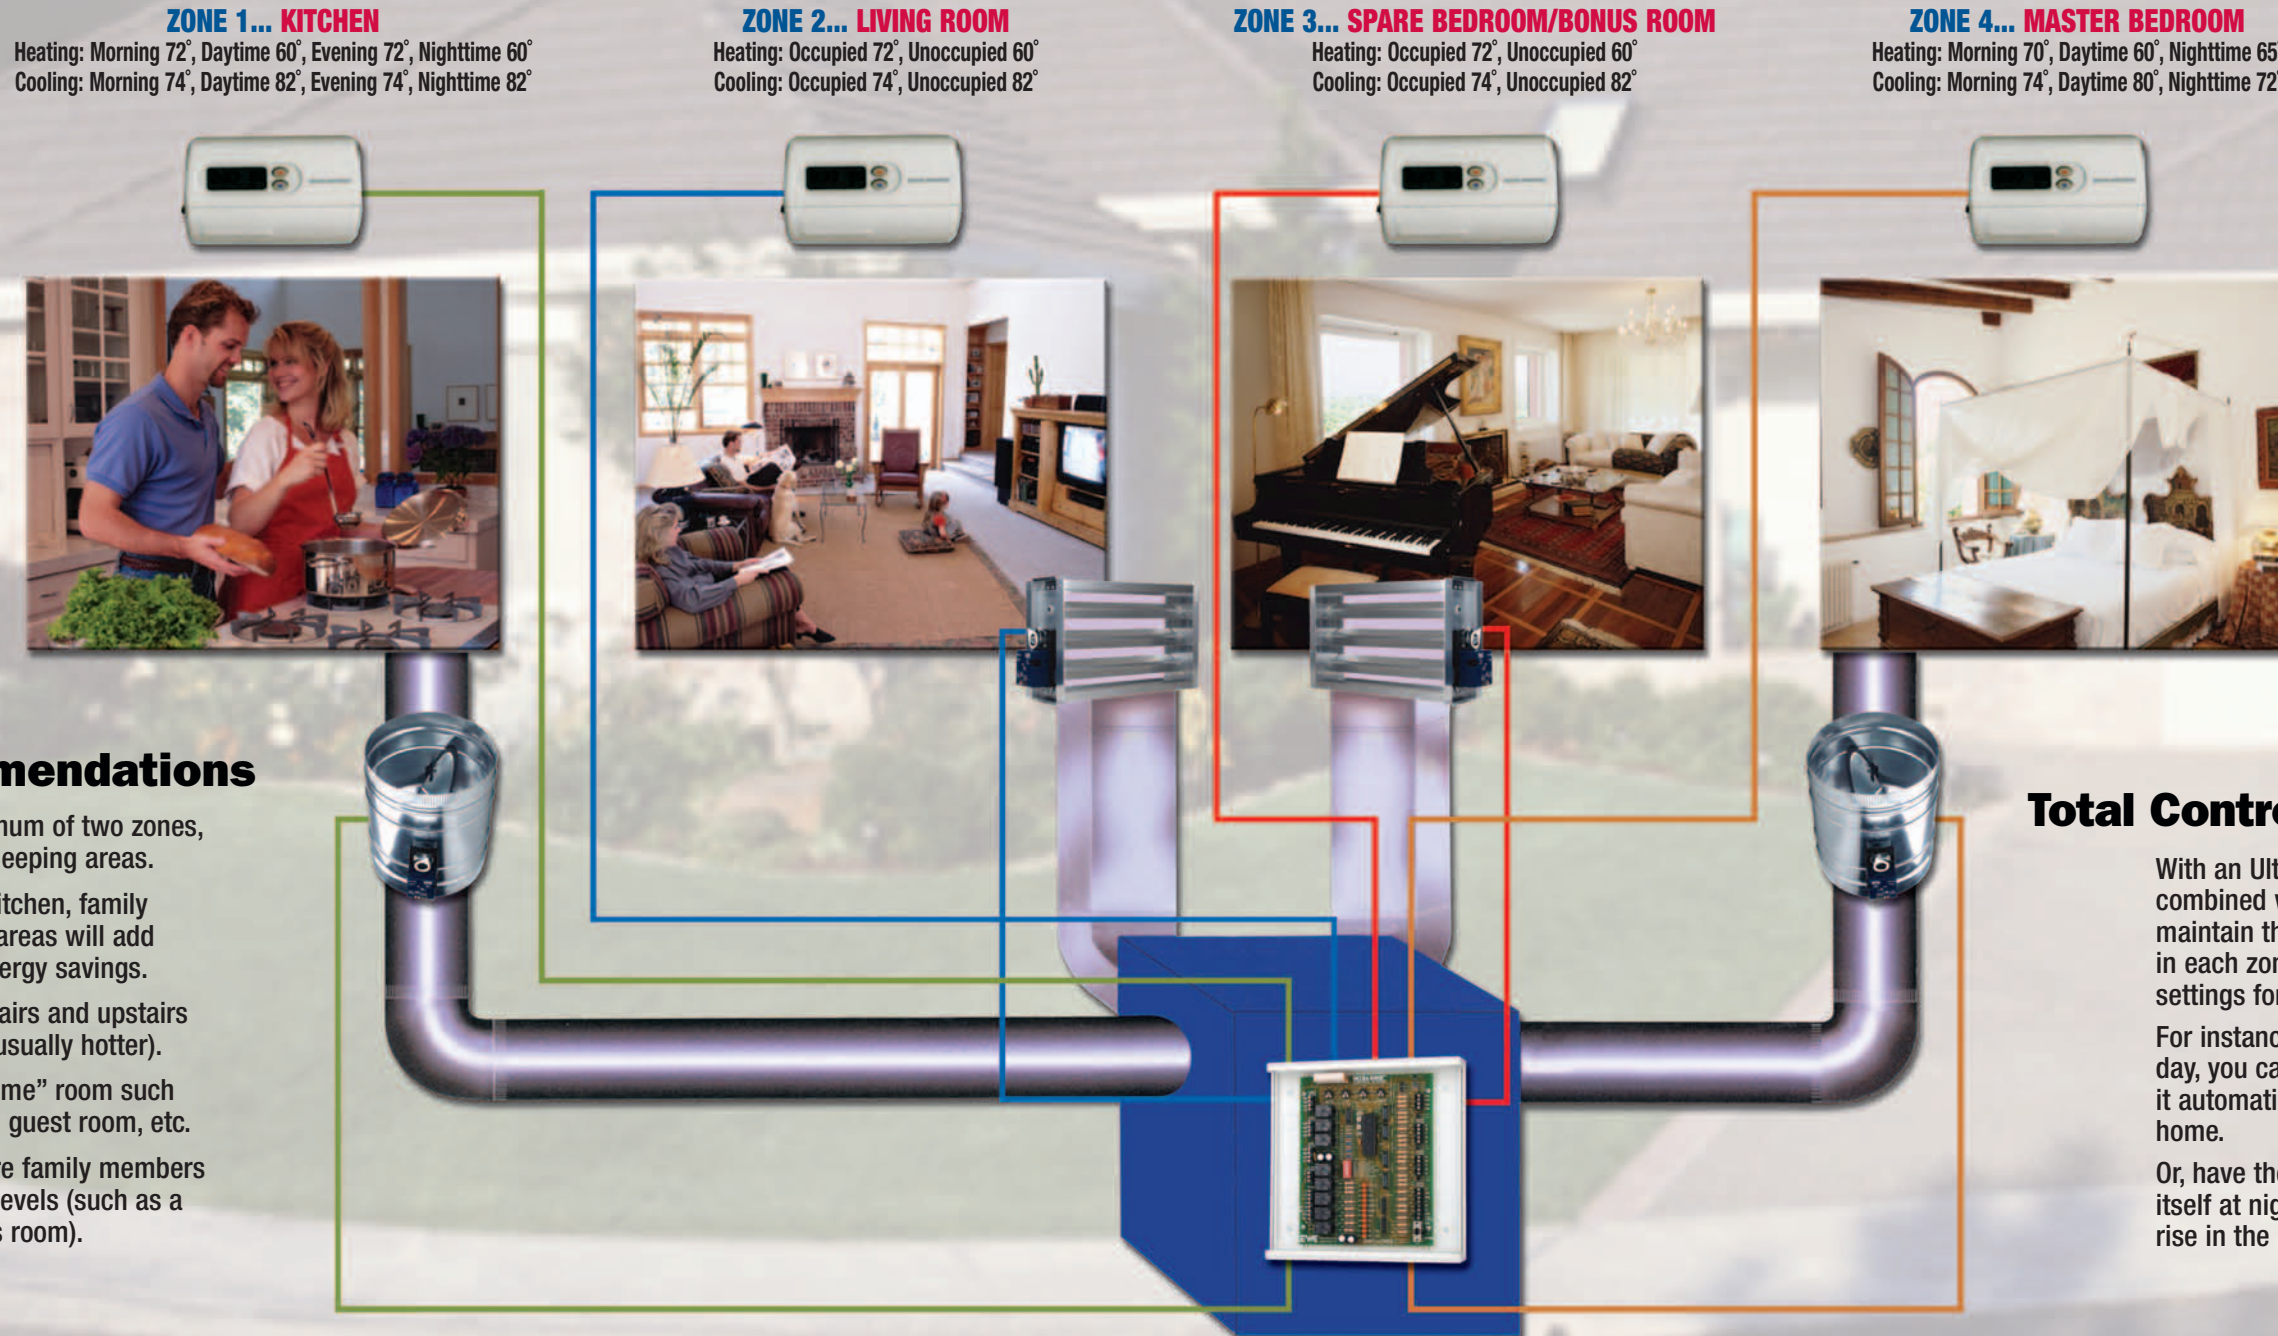 ZONE 1... KITCHEN
Heating: Morning 72°, Daytime 60°, Evening 72°, Nighttime 60°
Cooling: Morning 74°, Daytime 82°, Evening 74°, Nighttime 82°
ZONE 2... LIVING ROOM
Heating: Occupied 72°, Unoccupied 60°
Cooling: Occupied 74°, Unoccupied 82°
ZONE 3... SPARE BEDROOM/BONUS ROOM
Heating: Occupied 72°, Unoccupied 60°
Cooling: Occupied 74°, Unoccupied 82°
ZONE 4... MASTER BEDROOM
Heating: Morning 70°, Daytime 60°, Nighttime 65°
Cooling: Morning 74°, Daytime 80°, Nighttime 72°
mendations
num of two zones,
eeping areas.
itchen, family
areas will add
ergy savings.
airs and upstairs
usually hotter).
me” room such
guest room, etc.
re family members
levels (such as a
s room).
Total Contro
With an Ult
combined v
maintain th
in each zon
settings for
For instanc
day, you ca
it automati
home.
Or, have the
itself at nig
rise in the